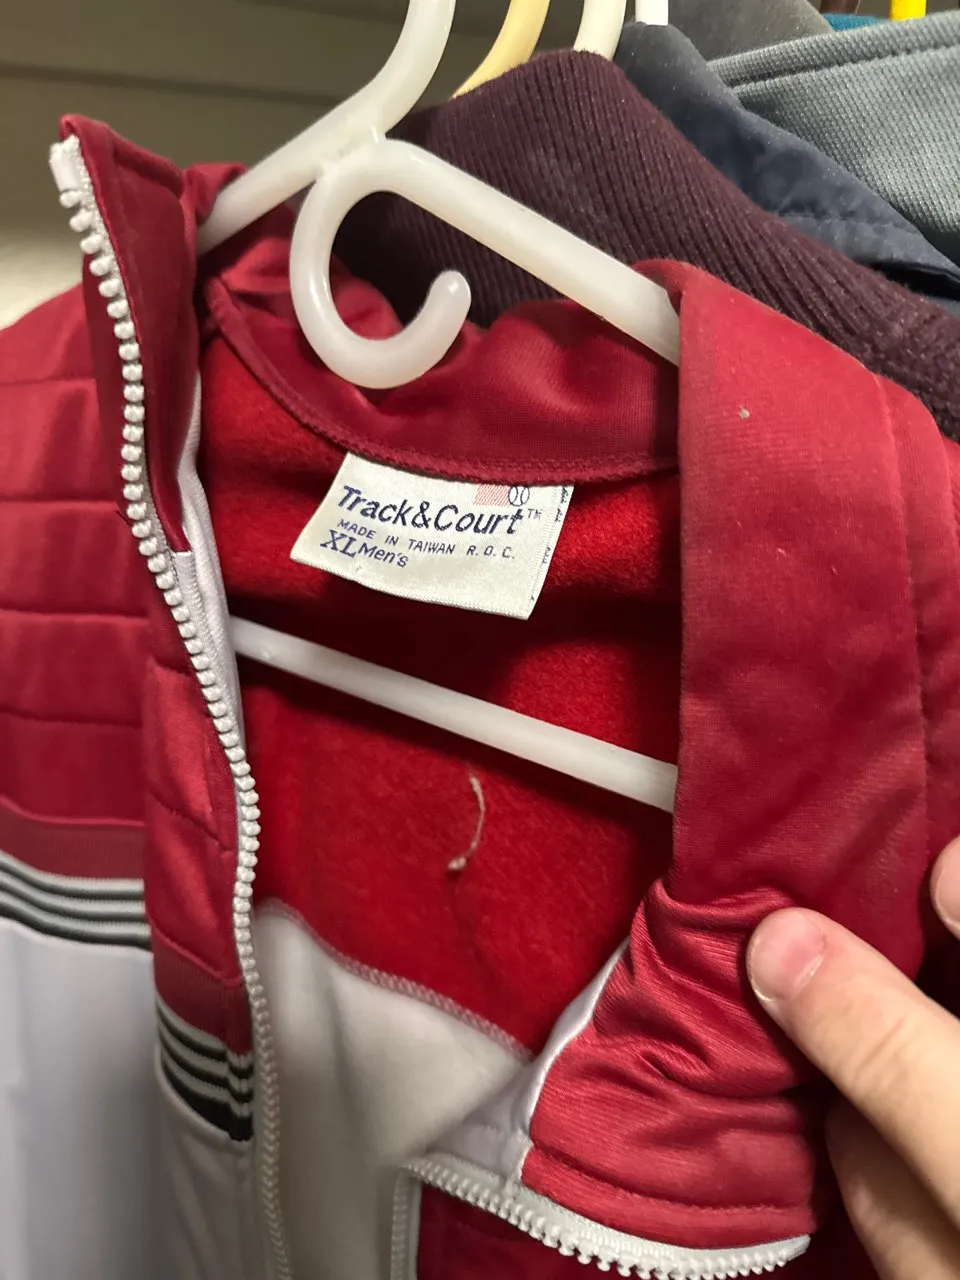 Track&Court™
MADE IN TAIWAN R.O.C.
XL Men's